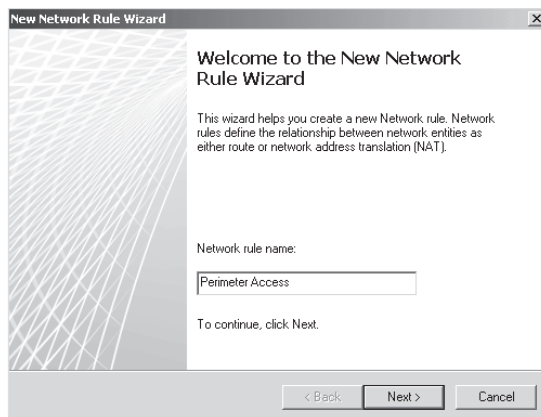 New Network Rule Wizard
Welcome to the New Network
Rule Wizard
This wizard helps you create a new Network rule. Network
rules define the relationship between network entities as
either route or network address translation (NAT).
Network rule name:
Perimeter Access
To continue, click Next.
< Back
Next >
Cancel